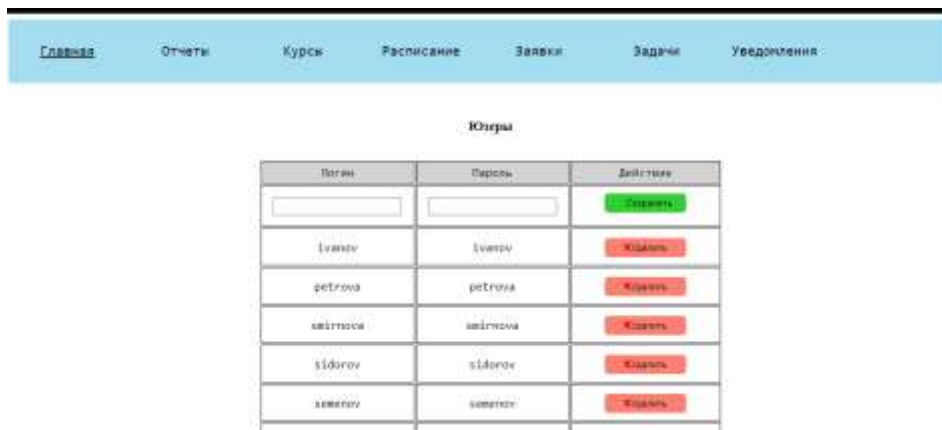 Главная Отчеты Курсы Расписание Заявки Задачи Уведомления
Юзеры
Логин Пароль Действие
Сохранить
ivanov ivanov Удалить
petrova petrova Удалить
smirnova smirnova Удалить
sidorov sidorov Удалить
semenov semenov Удалить